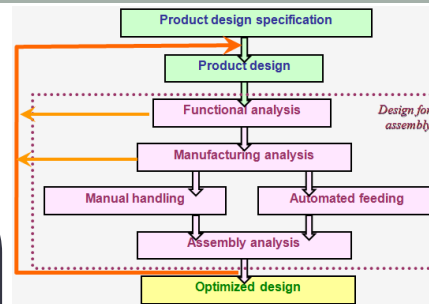 Product design specification
Product design
Functional analysis
Design for
assembly
Manufacturing analysis
Manual handling
Automated feeding
Assembly analysis
Optimized design